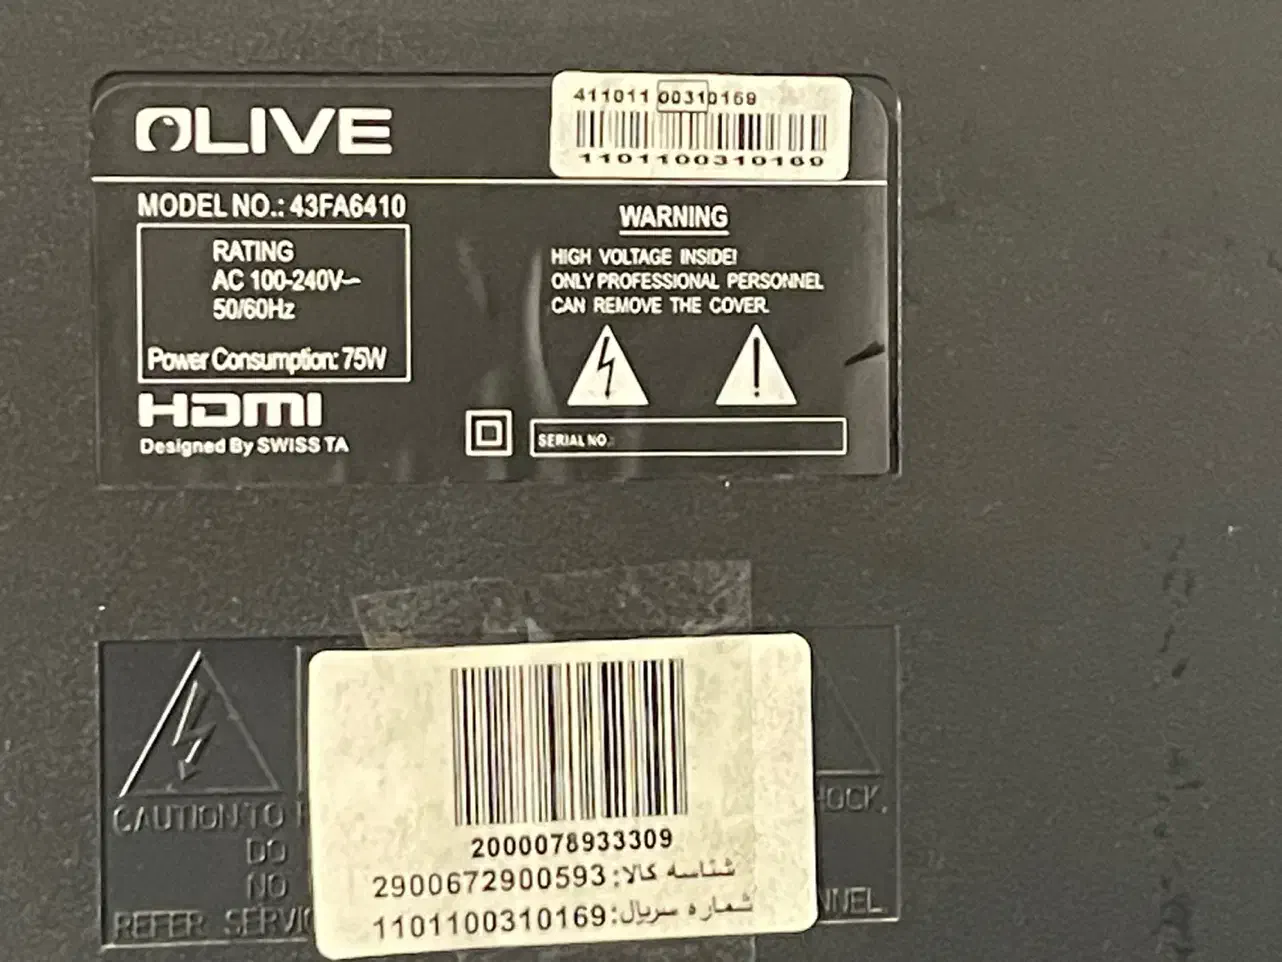 OLIVE
411011 00310169
1101100310169
MODEL NO.: 43FA6410
RATING
AC 100-240V~
50/60Hz
Power Consumption: 75W
HDMI
Designed By SWISS TA
WARNING
HIGH VOLTAGE INSIDE!
ONLY PROFESSIONAL PERSONNEL
CAN REMOVE THE COVER.
SERIAL NO.:
CAUTION TO
DO
NO
REFER
HOCK.
NNEL.
2000078933309
شناسه کالا: 2900672900593
شماره سریال: 1101100310169